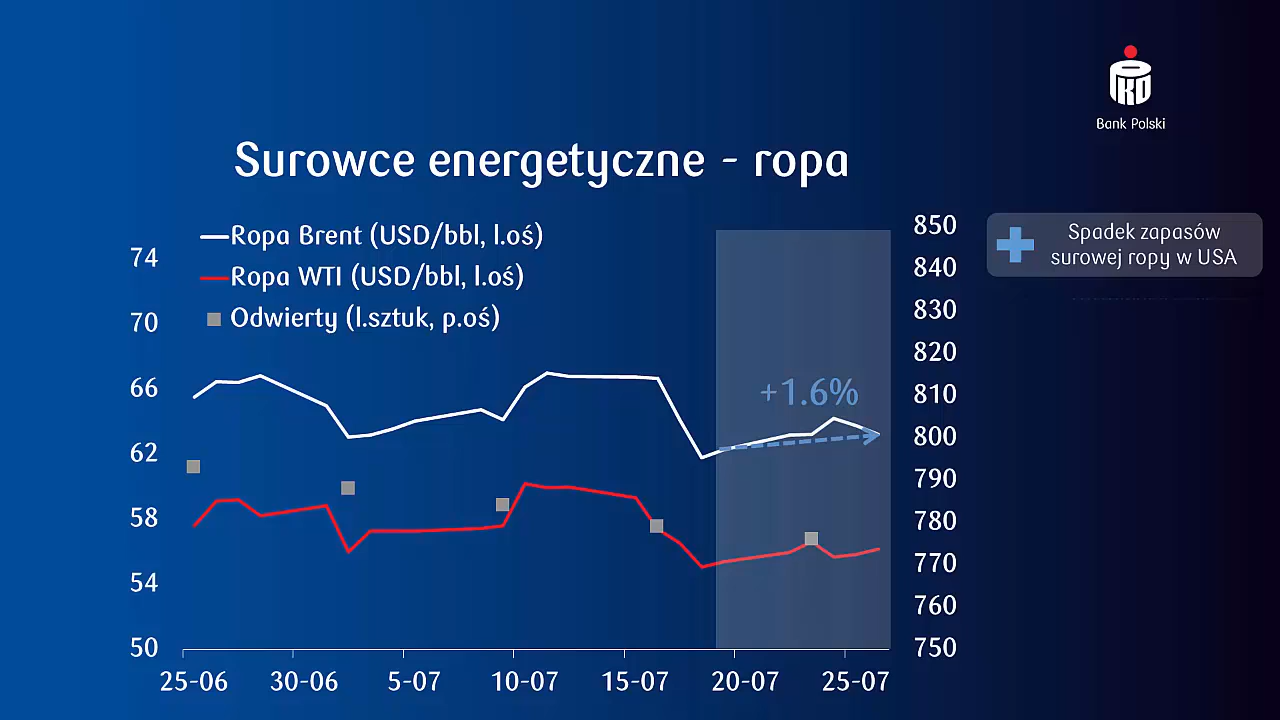 PKO
Bank Polski
Surowce energetyczne - ropa
Ropa Brent (USD/bbl, l.oś)
Ropa WTI (USD/bbl, l.oś)
Odwierty (l.sztuk, p.oś)
74
70
66
62
58
54
50
850
840
830
820
810
800
790
780
770
760
750
+1.6%
25-06 30-06 5-07 10-07 15-07 20-07 25-07
Spadek zapasów
surowej ropy w USA